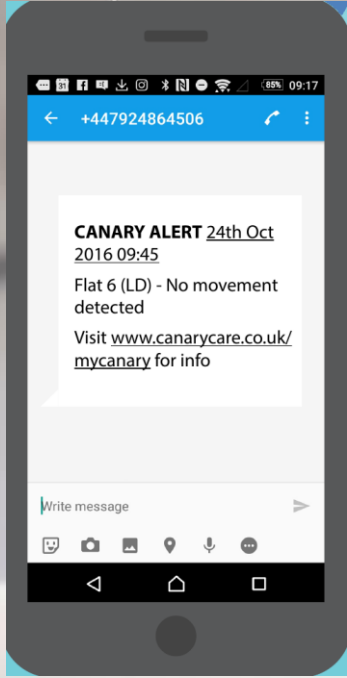 31
85% 09:17
+447924864506
CANARY ALERT 24th Oct
2016 09:45
Flat 6 (LD) - No movement
detected
Visit www.canarycare.co.uk/
mycanary for info
Write message